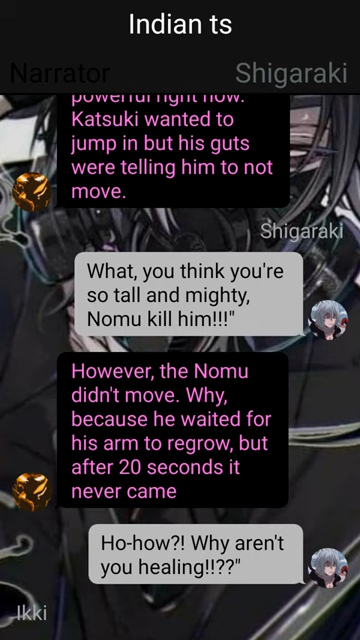 Indian ts
Narrator
Shigaraki
powerful right now.
Katsuki wanted to
jump in but his guts
were telling him to not
move.
Shigaraki
What, you think you're
so tall and mighty,
Nomu kill him!!!"
However, the Nomu
didn't move. Why,
because he waited for
his arm to regrow, but
after 20 seconds it
never came
Ho-how?! Why aren't
you healing!!??"
Ikki